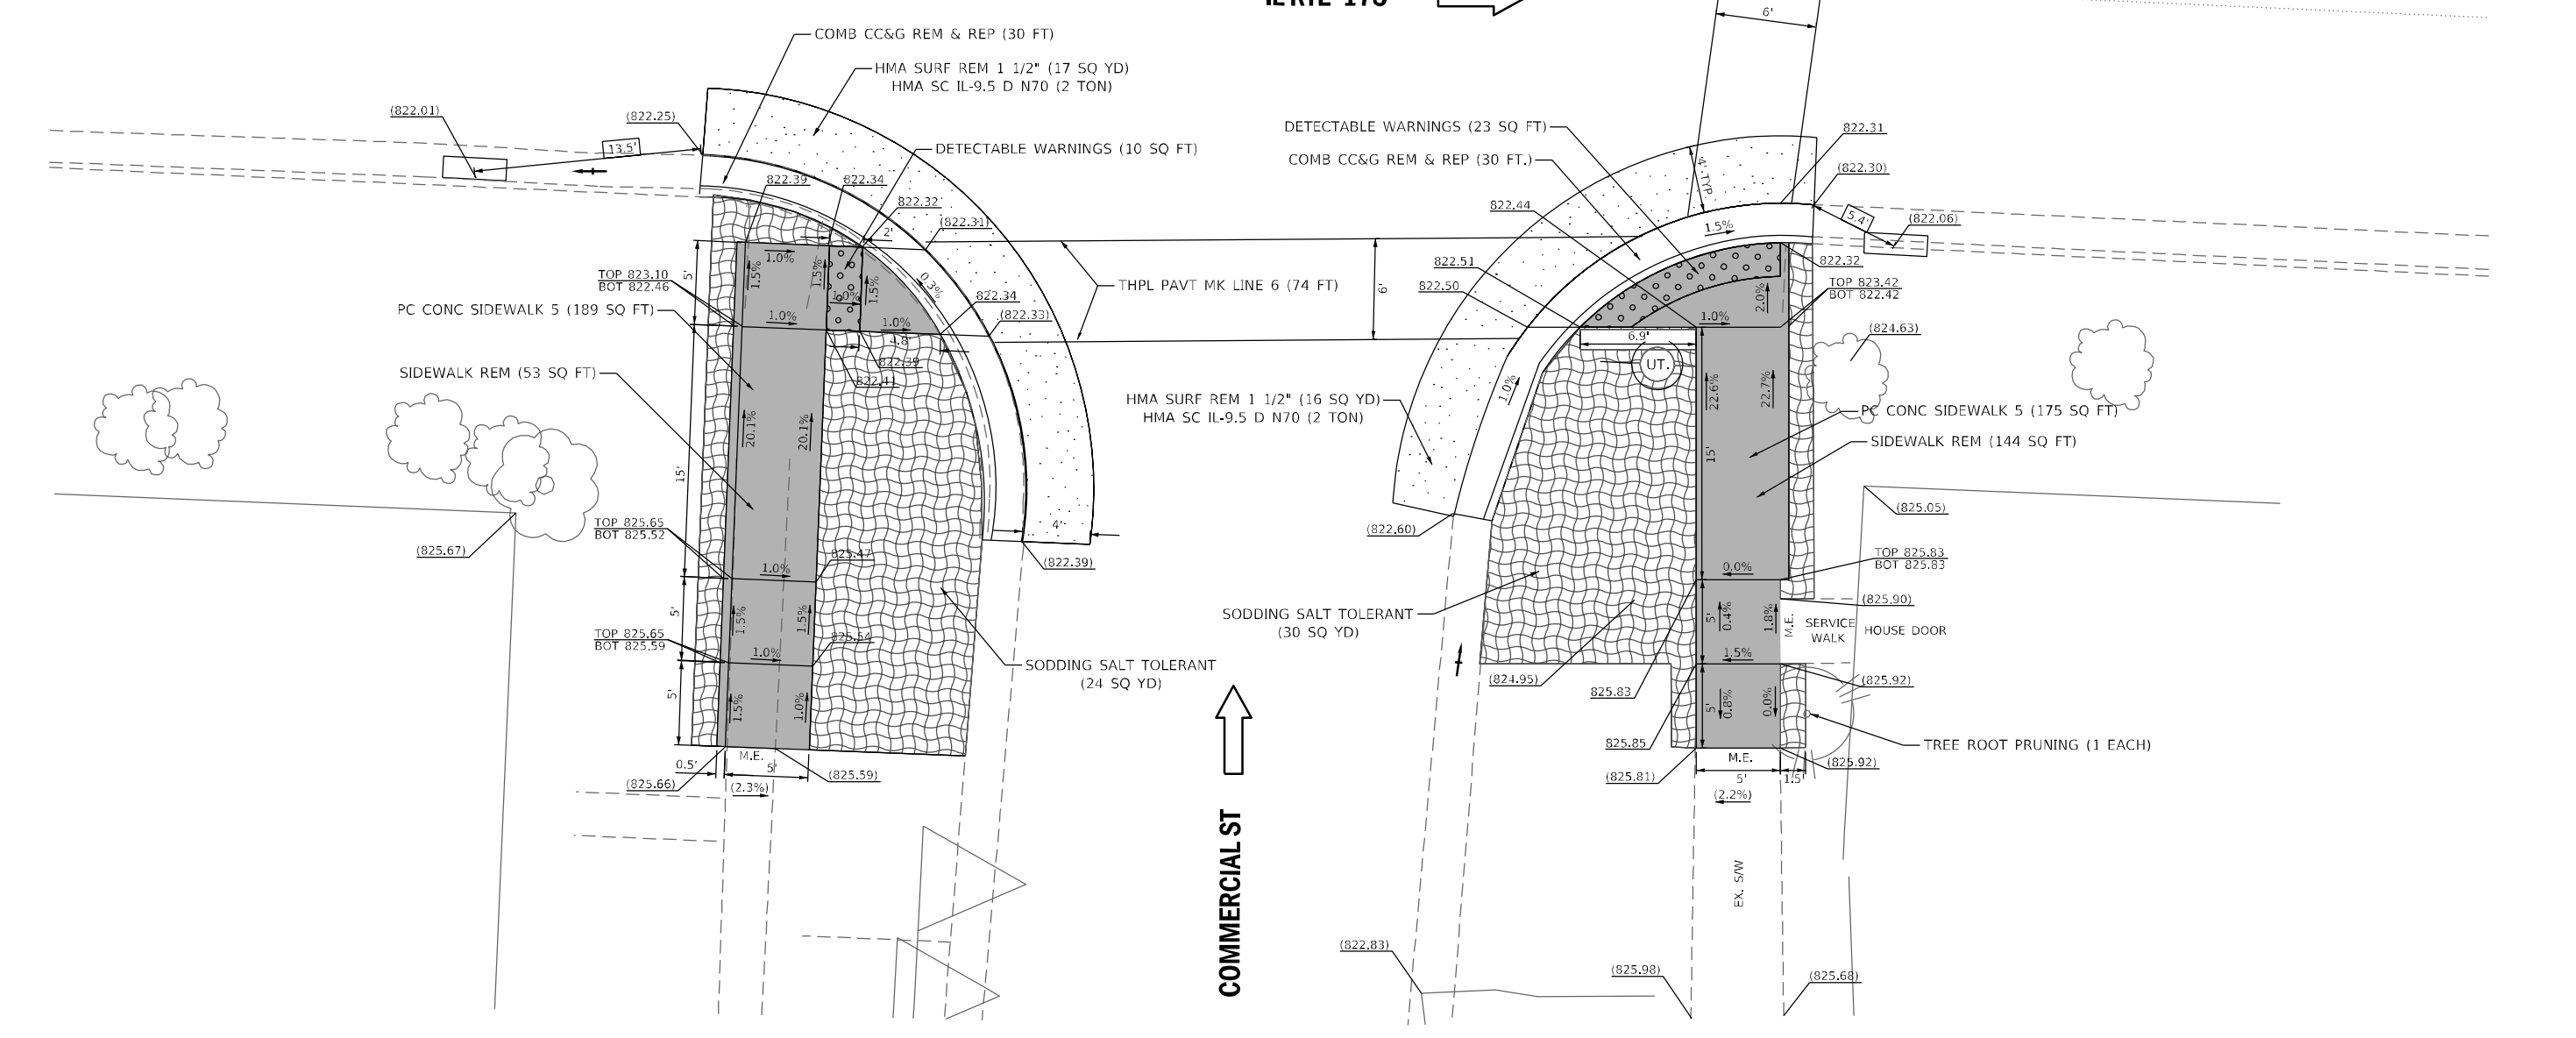 6'
COMB CC&G REM & REP (30 FT)
HMA SURF REM 1 1/2" (17 SQ YD)
HMA SC IL-9.5 D N70 (2 TON)
(822.01)
(822.25)
13.5'
DETECTABLE WARNINGS (10 SQ FT)
822.39
822.34
822.32
(822.31)
2'
1.0%
1.5%
1.5%
1.5%
1.0%
0.3%
5'
TOP 823.10
BOT 822.46
PC CONC SIDEWALK 5 (189 SQ FT)
1.0%
1.0%
822.34
(822.33)
4.8'
822.39
822.41
SIDEWALK REM (53 SQ FT)
20.1%
20.1%
15'
TOP 825.65
BOT 825.52
(825.67)
825.47
1.0%
(822.39)
4'
5'
1.5%
1.5%
TOP 825.65
BOT 825.59
825.54
1.0%
SODDING SALT TOLERANT
(24 SQ YD)
5'
1.5%
1.0%
M.E.
0.5'
5'
(825.66)
(825.59)
(2.3%)
THPL PAVT MK LINE 6 (74 FT)
6'
COMMERCIAL ST
DETECTABLE WARNINGS (23 SQ FT)
COMB CC&G REM & REP (30 FT.)
4' TYP
822.31
(822.30)
822.44
5.4'
(822.06)
1.5%
822.51
822.32
822.50
TOP 823.42
BOT 822.42
2.0%
1.0%
6.9'
UT.
(824.63)
HMA SURF REM 1 1/2" (16 SQ YD)
HMA SC IL-9.5 D N70 (2 TON)
1.0%
22.6%
22.7%
15'
PC CONC SIDEWALK 5 (175 SQ FT)
SIDEWALK REM (144 SQ FT)
(822.60)
(825.05)
TOP 825.83
BOT 825.83
0.0%
(825.90)
SODDING SALT TOLERANT
(30 SQ YD)
5'
0.4%
1.8%
M.E.
SERVICE
WALK
HOUSE DOOR
1.5%
(824.95)
825.83
(825.92)
5'
0.8%
0.0%
825.85
TREE ROOT PRUNING (1 EACH)
M.E.
(825.81)
5'
1.5'
(825.92)
(2.2%)
EX. S/W
(822.83)
(825.98)
(825.68)